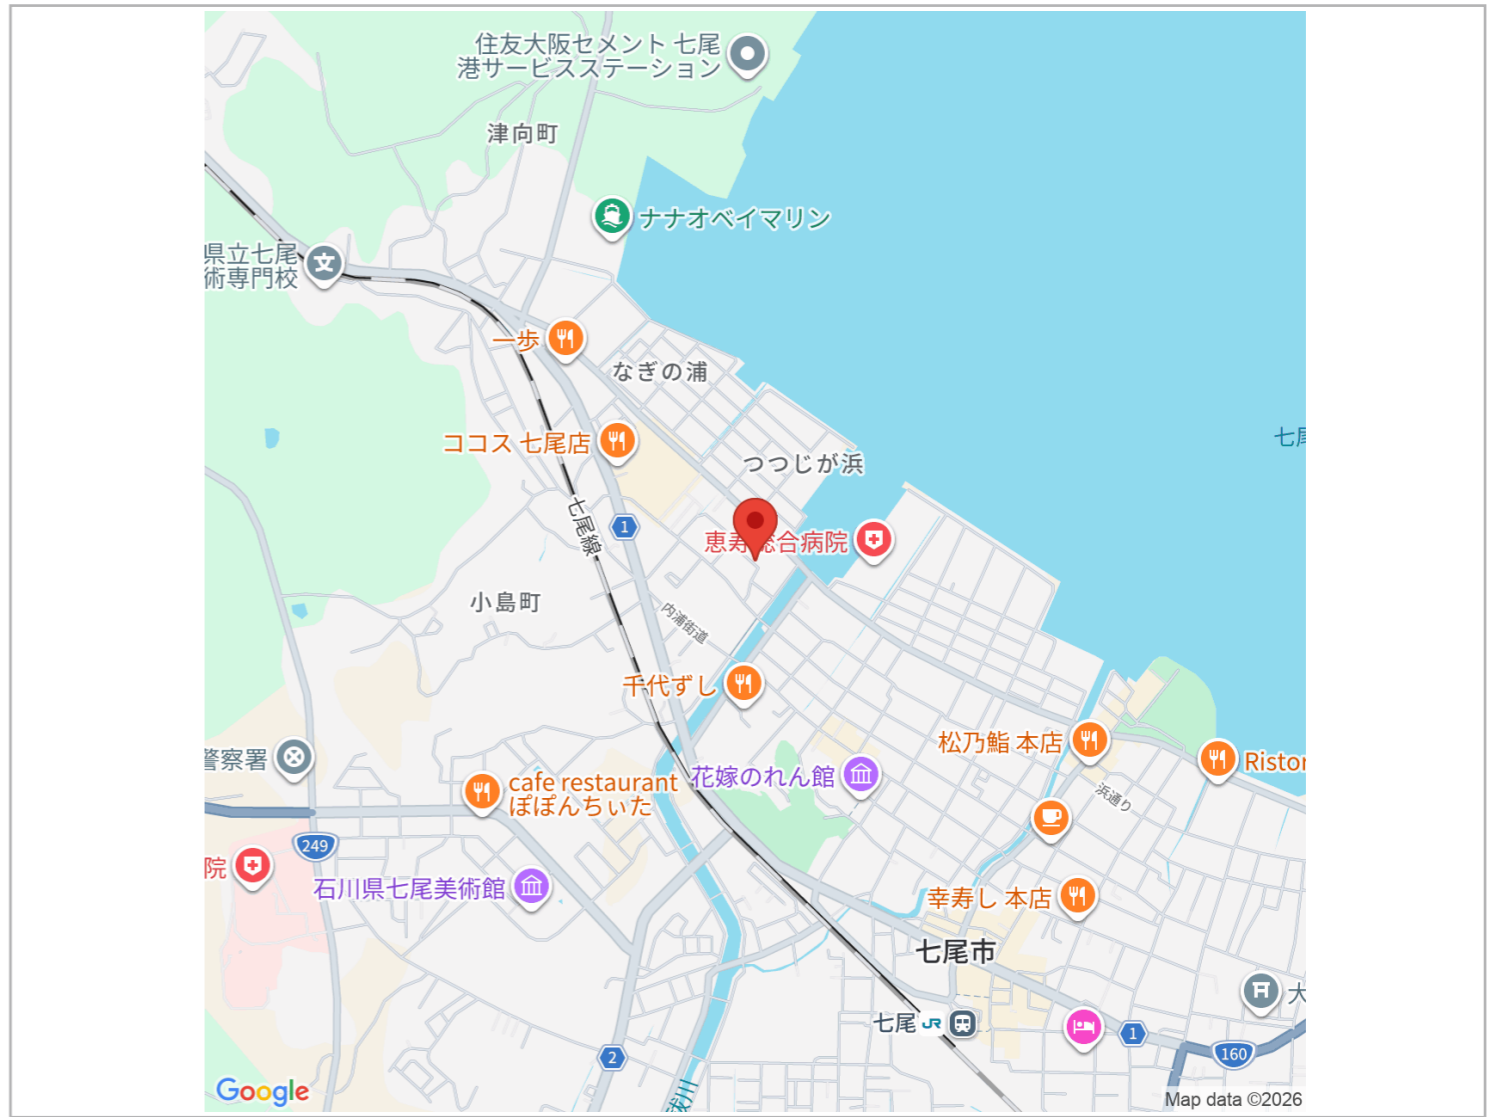 住友大阪セメント 七尾
港サービスステーション
津向町
ナナオベイマリン
県立七尾
術専門校
一歩
なぎの浦
ココス 七尾店
七尾
つつじが浜
七尾線
1
恵寿総合病院
小島町
内浦街道
千代ずし
松乃鮨 本店
警察署
花嫁のれん館
Ristor
cafe restaurant
ぽぽんちぃた
浜通り
249
院
石川県七尾美術館
幸寿し 本店
七尾市
大
七尾 JR
1
160
2
Google
Map data ©2026